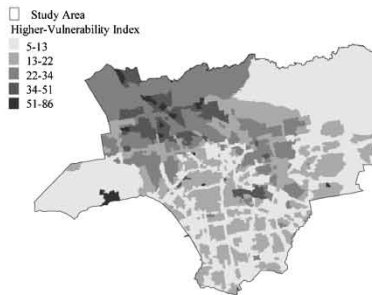 Study Area
Higher-Vulnerability Index
5-13
13-22
22-34
34-51
51-86